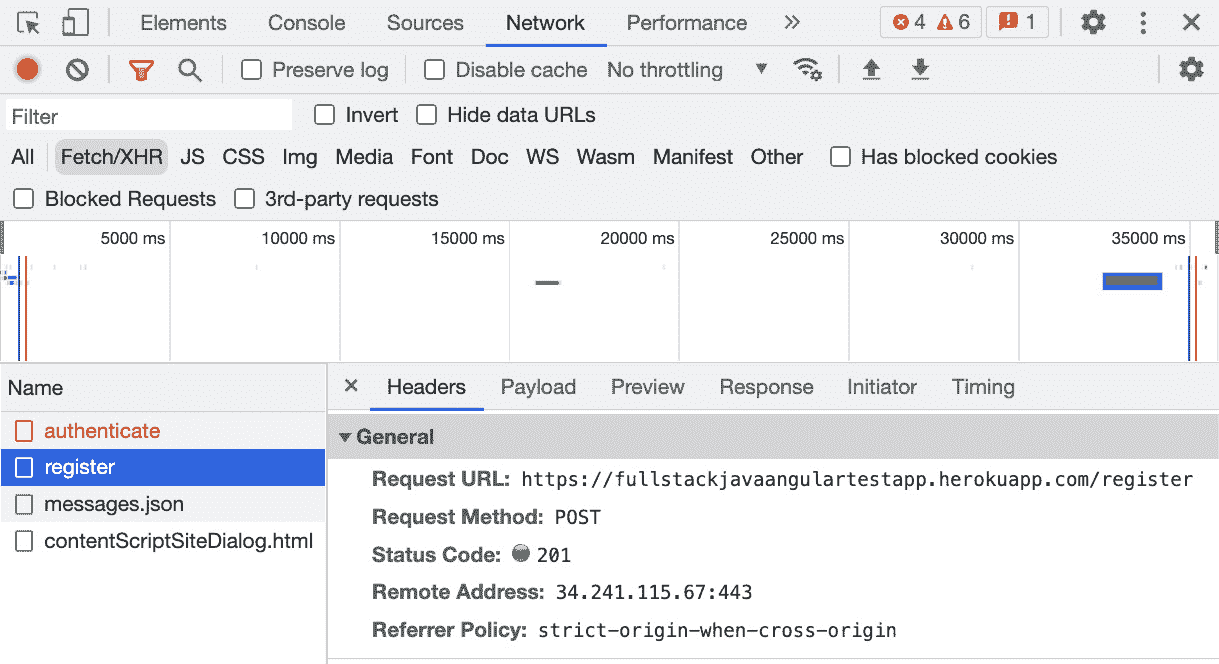 Elements Console Sources Network Performance » 4 6 1
Preserve log Disable cache No throttling
Filter Invert Hide data URLs
All Fetch/XHR JS CSS Img Media Font Doc WS Wasm Manifest Other Has blocked cookies
Blocked Requests 3rd-party requests
5000 ms 10000 ms 15000 ms 20000 ms 25000 ms 30000 ms 35000 ms
Name
authenticate
register
messages.json
contentScriptSiteDialog.html
Headers Payload Preview Response Initiator Timing
General
Request URL: https://fullstackjavaangulartestapp.herokuapp.com/register
Request Method: POST
Status Code: 201
Remote Address: 34.241.115.67:443
Referrer Policy: strict-origin-when-cross-origin